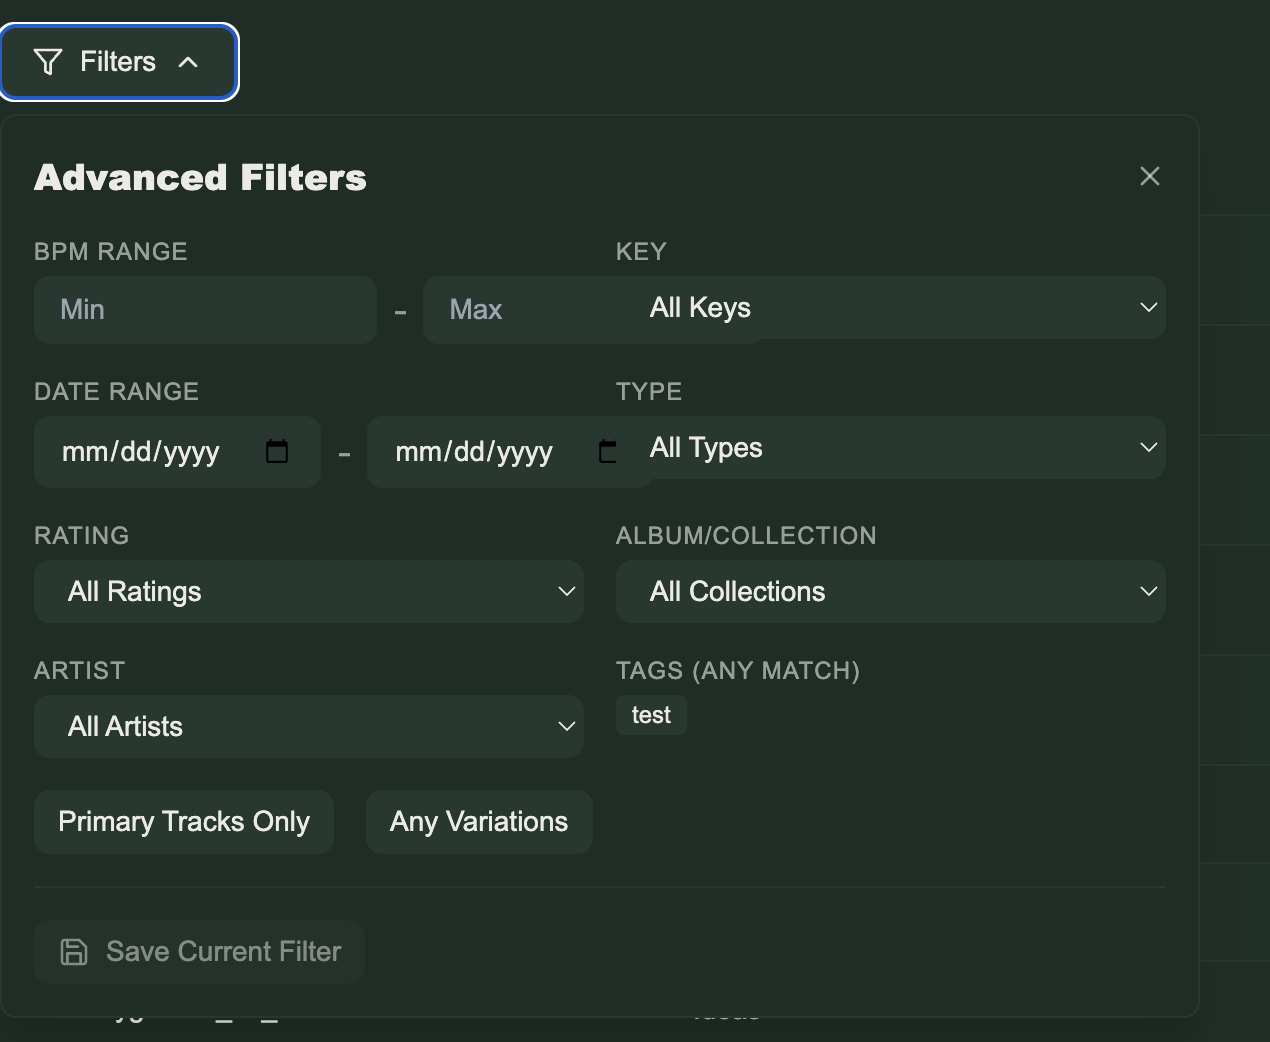 Filters
Advanced Filters
BPM RANGE
KEY
Min - Max
All Keys
DATE RANGE
TYPE
mm/dd/yyyy - mm/dd/yyyy
All Types
RATING
ALBUM/COLLECTION
All Ratings
All Collections
ARTIST
TAGS (ANY MATCH)
All Artists
test
Primary Tracks Only
Any Variations
Save Current Filter